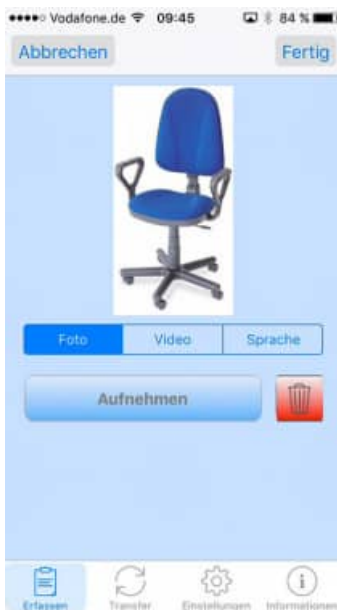 Vodafone.de 09:45 84 %
Abbrechen Fertig
Foto Video Sprache
Aufnehmen
Erfassen Transfer Einstellungen Informationen